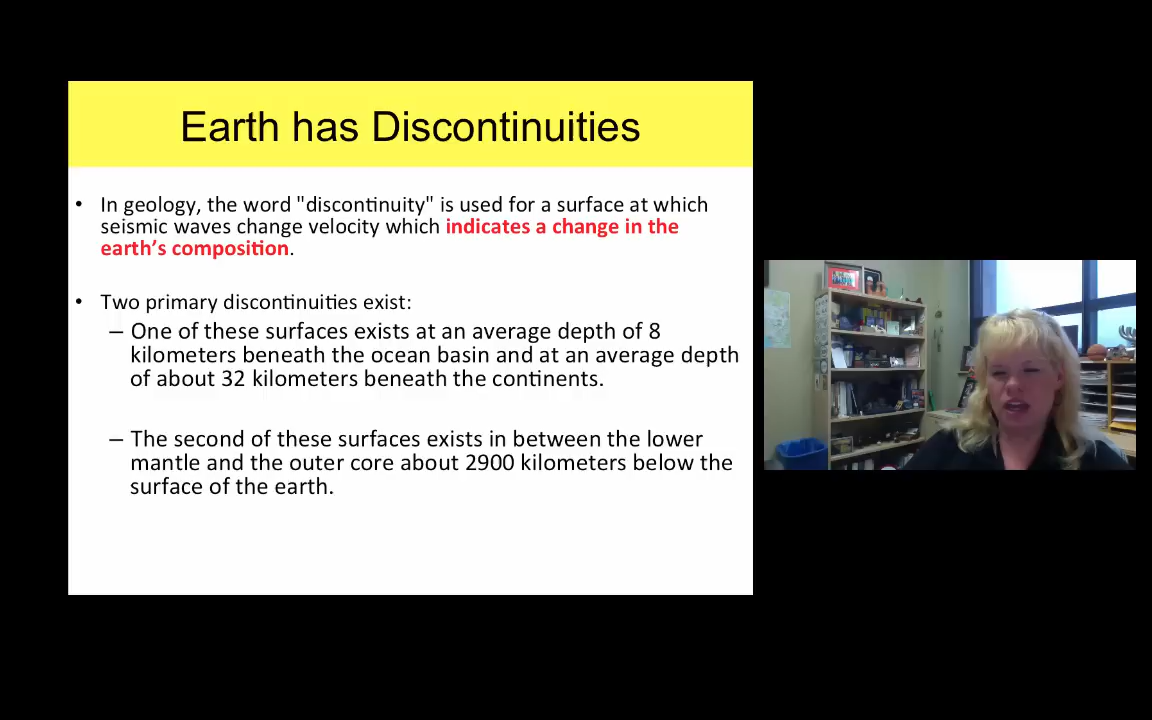 Earth has Discontinuities
• In geology, the word "discontinuity" is used for a surface at which
seismic waves change velocity which indicates a change in the
earth's composition.
• Two primary discontinuities exist:
– One of these surfaces exists at an average depth of 8
kilometers beneath the ocean basin and at an average depth
of about 32 kilometers beneath the continents.
– The second of these surfaces exists in between the lower
mantle and the outer core about 2900 kilometers below the
surface of the earth.